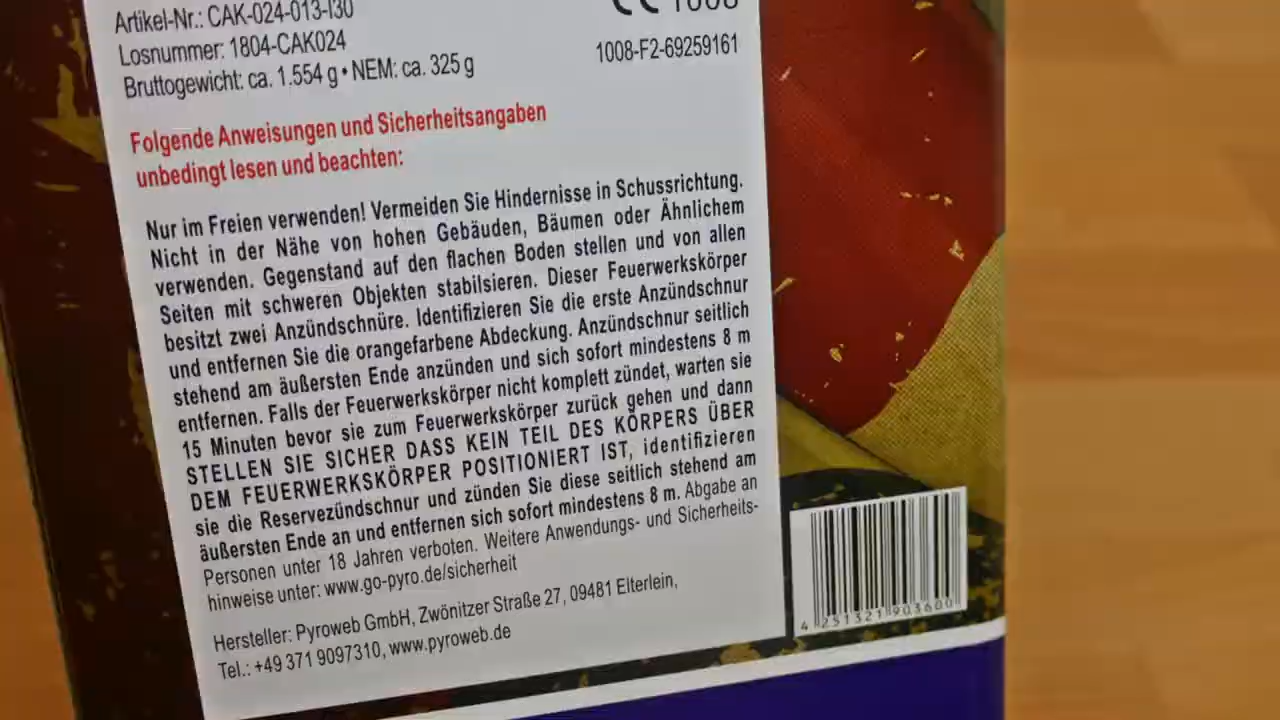 Artikel-Nr.: CAK-024-013-I30
Losnummer: 1804-CAK024
Bruttogewicht: ca. 1.554 g • NEM: ca. 325 g
CE 1008
1008-F2-69259161
Folgende Anweisungen und Sicherheitsangaben
unbedingt lesen und beachten:
Nur im Freien verwenden! Vermeiden Sie Hindernisse in Schussrichtung.
Nicht in der Nähe von hohen Gebäuden, Bäumen oder Ähnlichem
verwenden. Gegenstand auf den flachen Boden stellen und von allen
Seiten mit schweren Objekten stabilsieren. Dieser Feuerwerkskörper
besitzt zwei Anzündschnüre. Identifizieren Sie die erste Anzündschnur
und entfernen Sie die orangefarbene Abdeckung. Anzündschnur seitlich
stehend am äußersten Ende anzünden und sich sofort mindestens 8 m
entfernen. Falls der Feuerwerkskörper nicht komplett zündet, warten sie
15 Minuten bevor sie zum Feuerwerkskörper zurück gehen und dann
STELLEN SIE SICHER DASS KEIN TEIL DES KÖRPERS ÜBER
DEM FEUERWERKSKÖRPER POSITIONIERT IST, identifizieren
sie die Reservezündschnur und zünden Sie diese seitlich stehend am
äußersten Ende an und entfernen sich sofort mindestens 8 m. Abgabe an
Personen unter 18 Jahren verboten. Weitere Anwendungs- und Sicherheits-
hinweise unter: www.go-pyro.de/sicherheit
Hersteller: Pyroweb GmbH, Zwönitzer Straße 27, 09481 Elterlein,
Tel.: +49 371 9097310, www.pyroweb.de
4 251321 903600